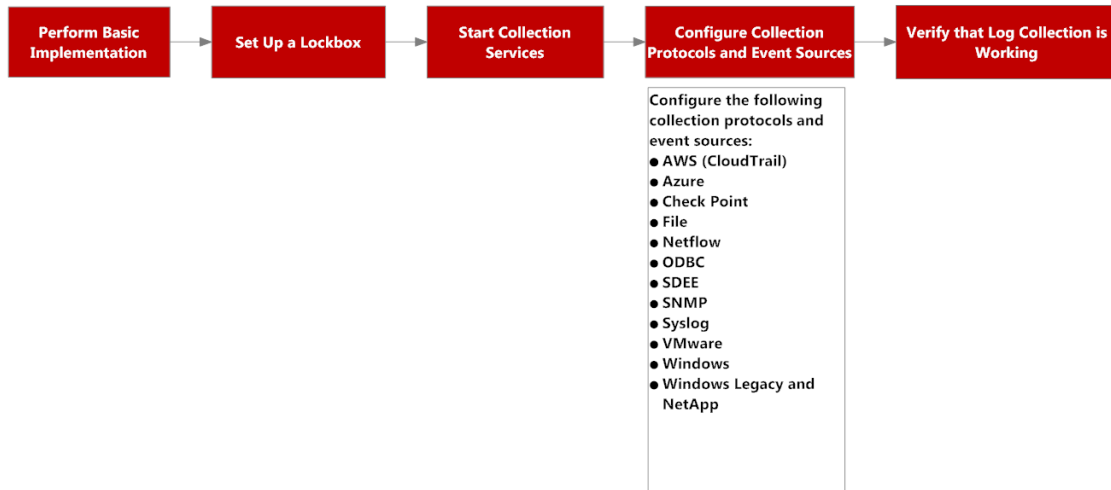 Perform Basic
Implementation
Set Up a Lockbox
Start Collection
Services
Configure Collection
Protocols and Event Sources
Verify that Log Collection is
Working
Configure the following
collection protocols and
event sources:
● AWS (CloudTrail)
● Azure
● Check Point
● File
● Netflow
● ODBC
● SDEE
● SNMP
● Syslog
● VMware
● Windows
● Windows Legacy and
NetApp